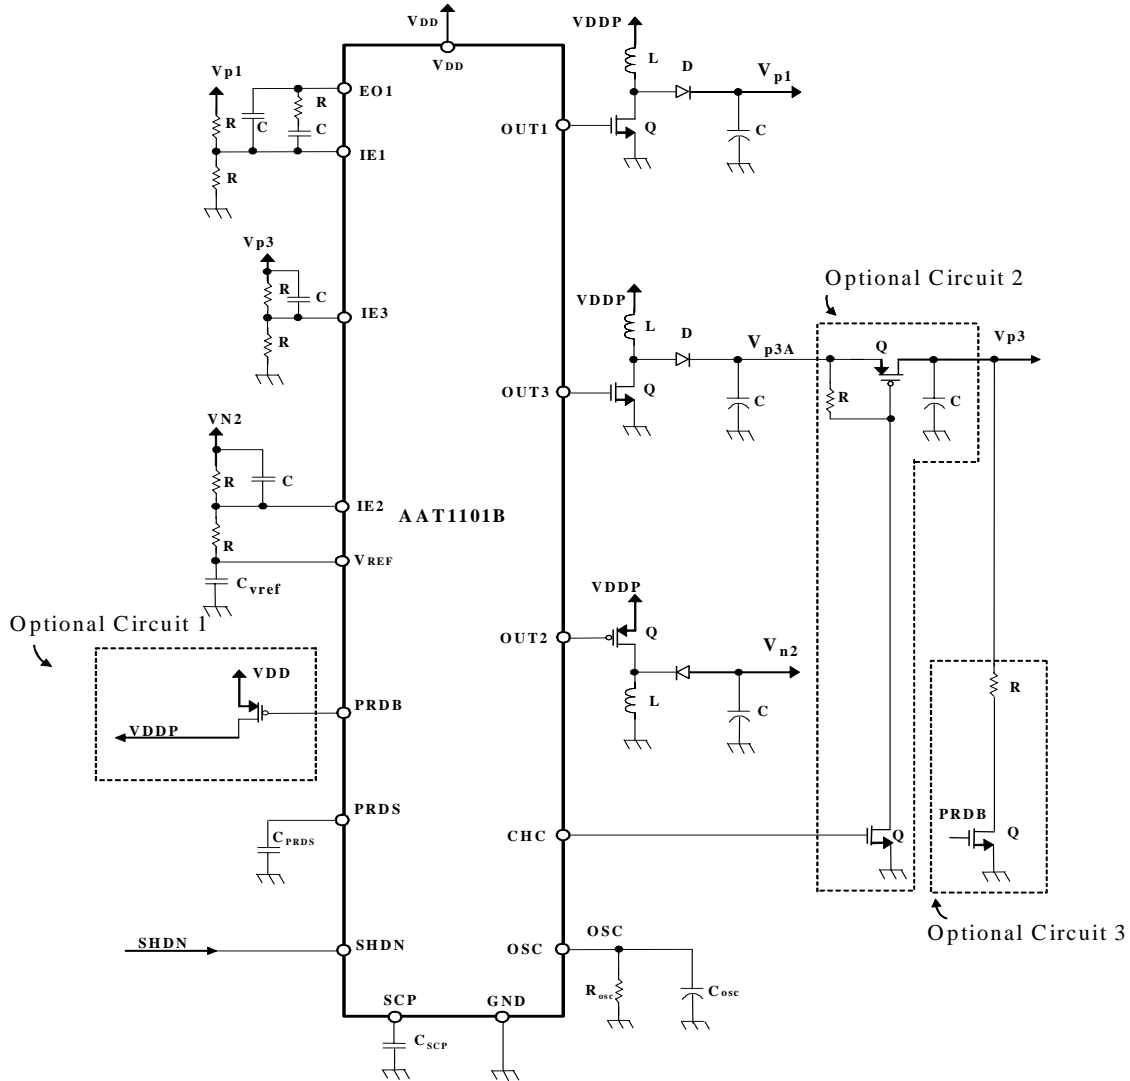 VDD
VDD
Vp1
EO1
R
C
C
R
IE1
R
Vp3
R
C
IE3
R
VN2
R
C
IE2
R
VREF
Cvref
AAT1101B
Optional Circuit 1
VDD
VDDP
PRDB
PRDS
CPRDS
SHDN
SHDN
SCP
CSCP
GND
VDDP
L
D
Vp1
OUT1
Q
C
VDDP
L
D
Vp3A
OUT3
Q
C
Optional Circuit 2
Q
Vp3
R
C
VDDP
OUT2
Q
Vn2
L
C
CHC
Q
R
PRDB
Q
Optional Circuit 3
OSC
OSC
Rosc
Cosc